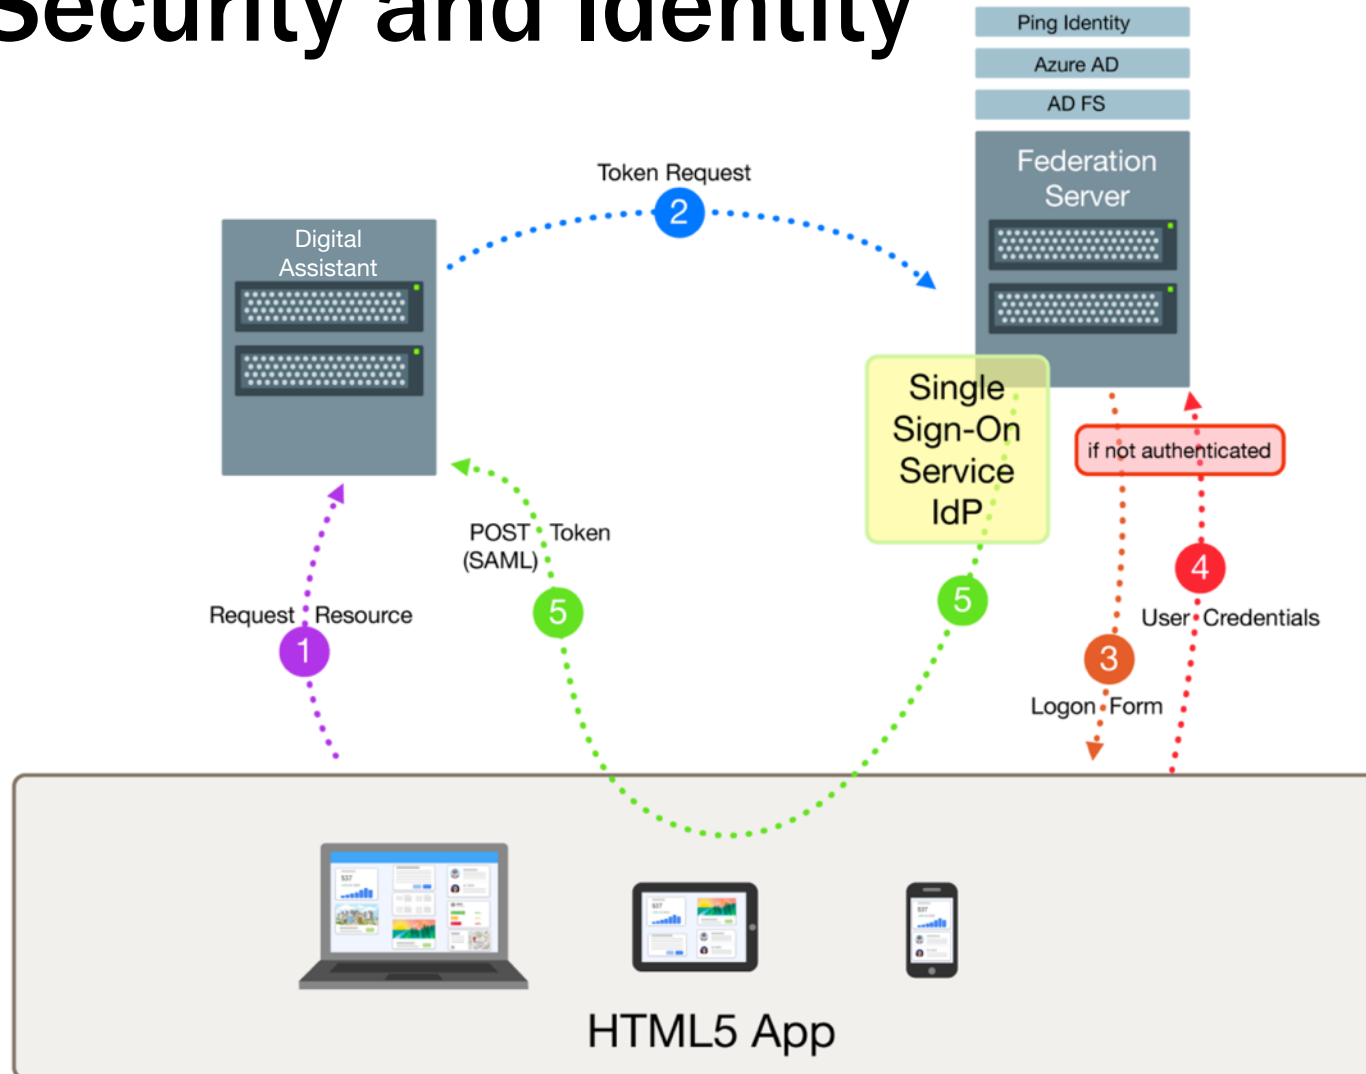 Security and Identity
Ping Identity
Azure AD
AD FS
Federation
Server
Token Request
2
Digital
Assistant
Single
Sign-On
Service
IdP
if not authenticated
POST Token
(SAML)
5
5
4
Request Resource
1
User Credentials
3
Logon Form
HTML5 App